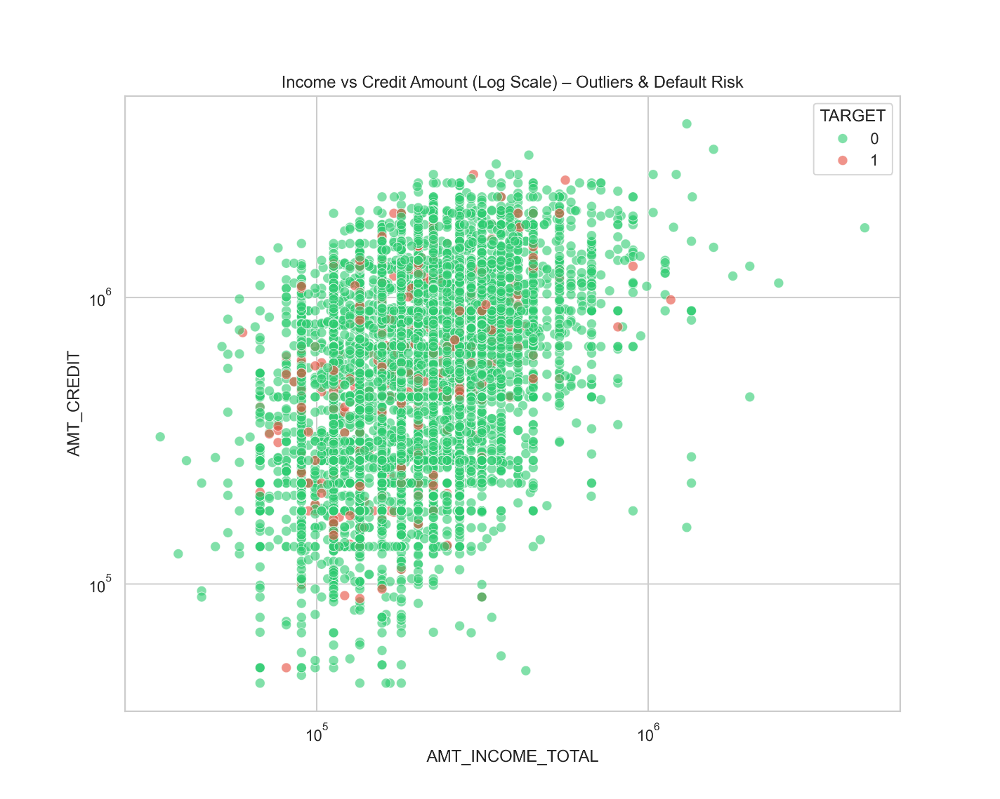 Income vs Credit Amount (Log Scale) – Outliers & Default Risk
TARGET
0
1
10^6
10^5
AMT_CREDIT
10^5
10^6
AMT_INCOME_TOTAL